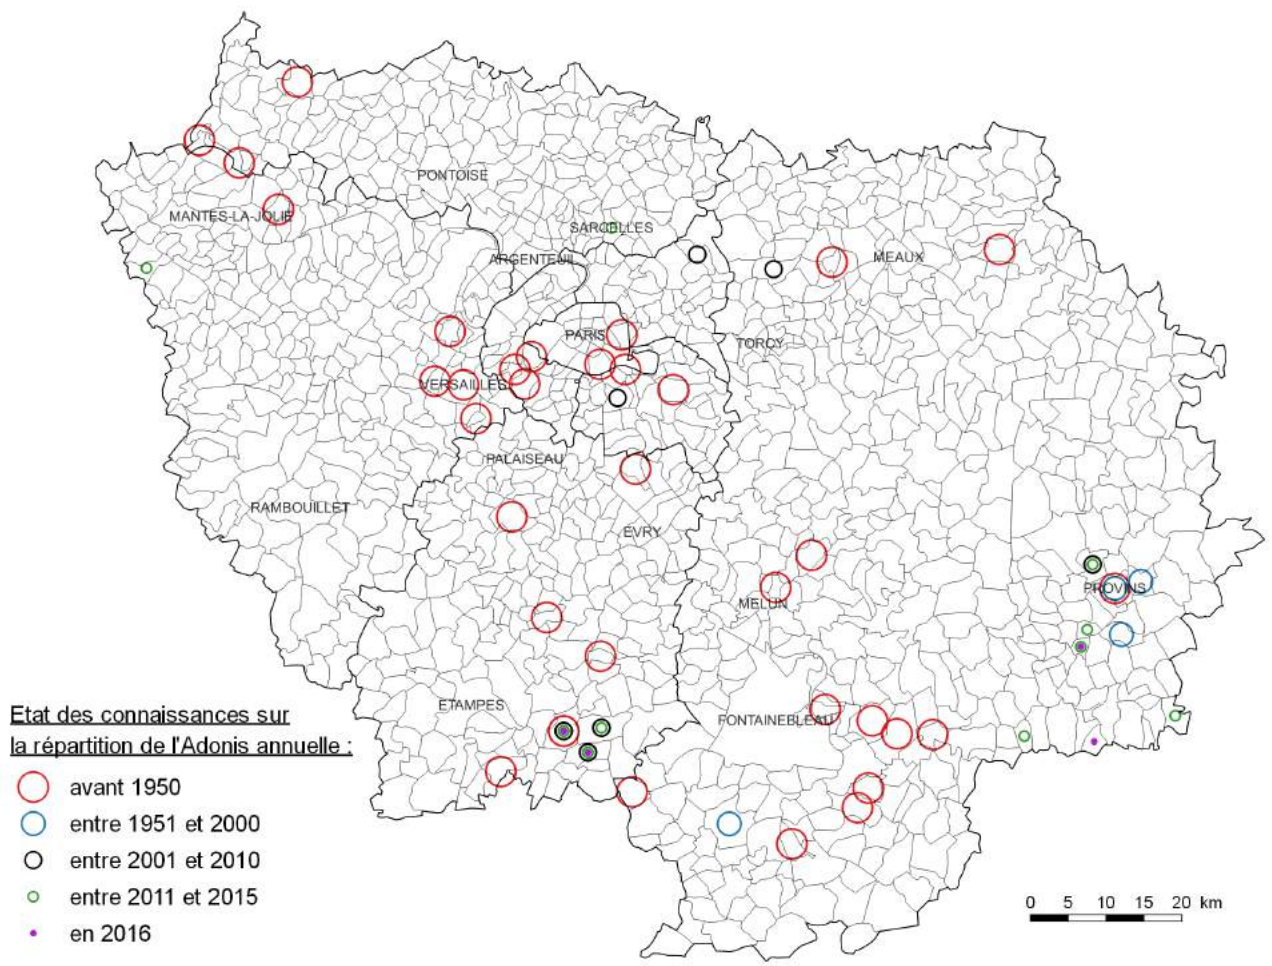 PONTOISE
MANTES-LA-JOLIE
SARCELLES
ARGENTEUIL
MEAUX
PARIS
TORCY
VERSAILLES
PALAISEAU
RAMBOUILLET
EVRY
PROVINS
MELUN
ETAMPES
FONTAINEBLEAU
Etat des connaissances sur
la répartition de l'Adonis annuelle :
avant 1950
entre 1951 et 2000
entre 2001 et 2010
entre 2011 et 2015
en 2016
0 5 10 15 20 km